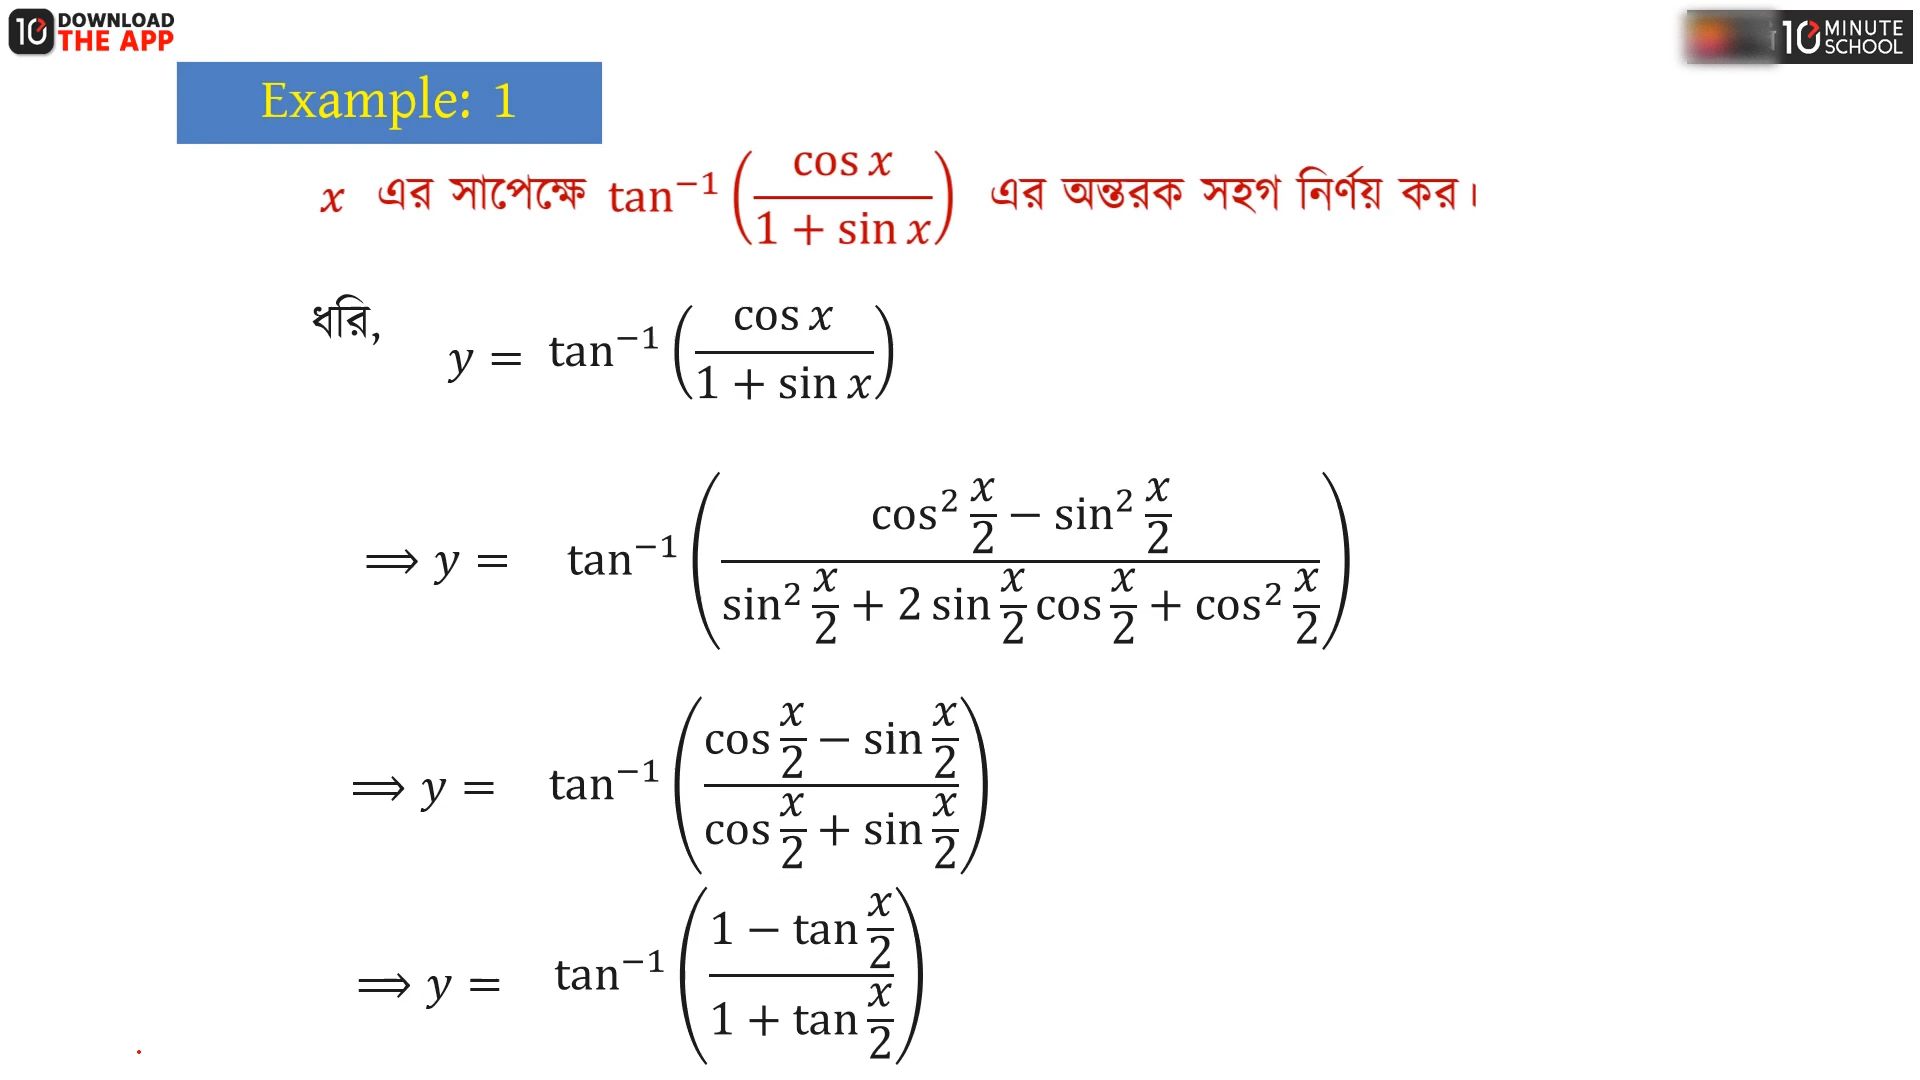 10 DOWNLOAD THE APP
10 MINUTE SCHOOL
Example: 1
x এর সাপেক্ষে tan⁻¹ (cos x / (1 + sin x)) এর অন্তরক সহগ নির্ণয় কর।
ধরি, y = tan⁻¹ (cos x / (1 + sin x))
⟹ y = tan⁻¹ ((cos² x/2 − sin² x/2) / (sin² x/2 + 2 sin x/2 cos x/2 + cos² x/2))
⟹ y = tan⁻¹ ((cos x/2 − sin x/2) / (cos x/2 + sin x/2))
⟹ y = tan⁻¹ ((1 − tan x/2) / (1 + tan x/2))